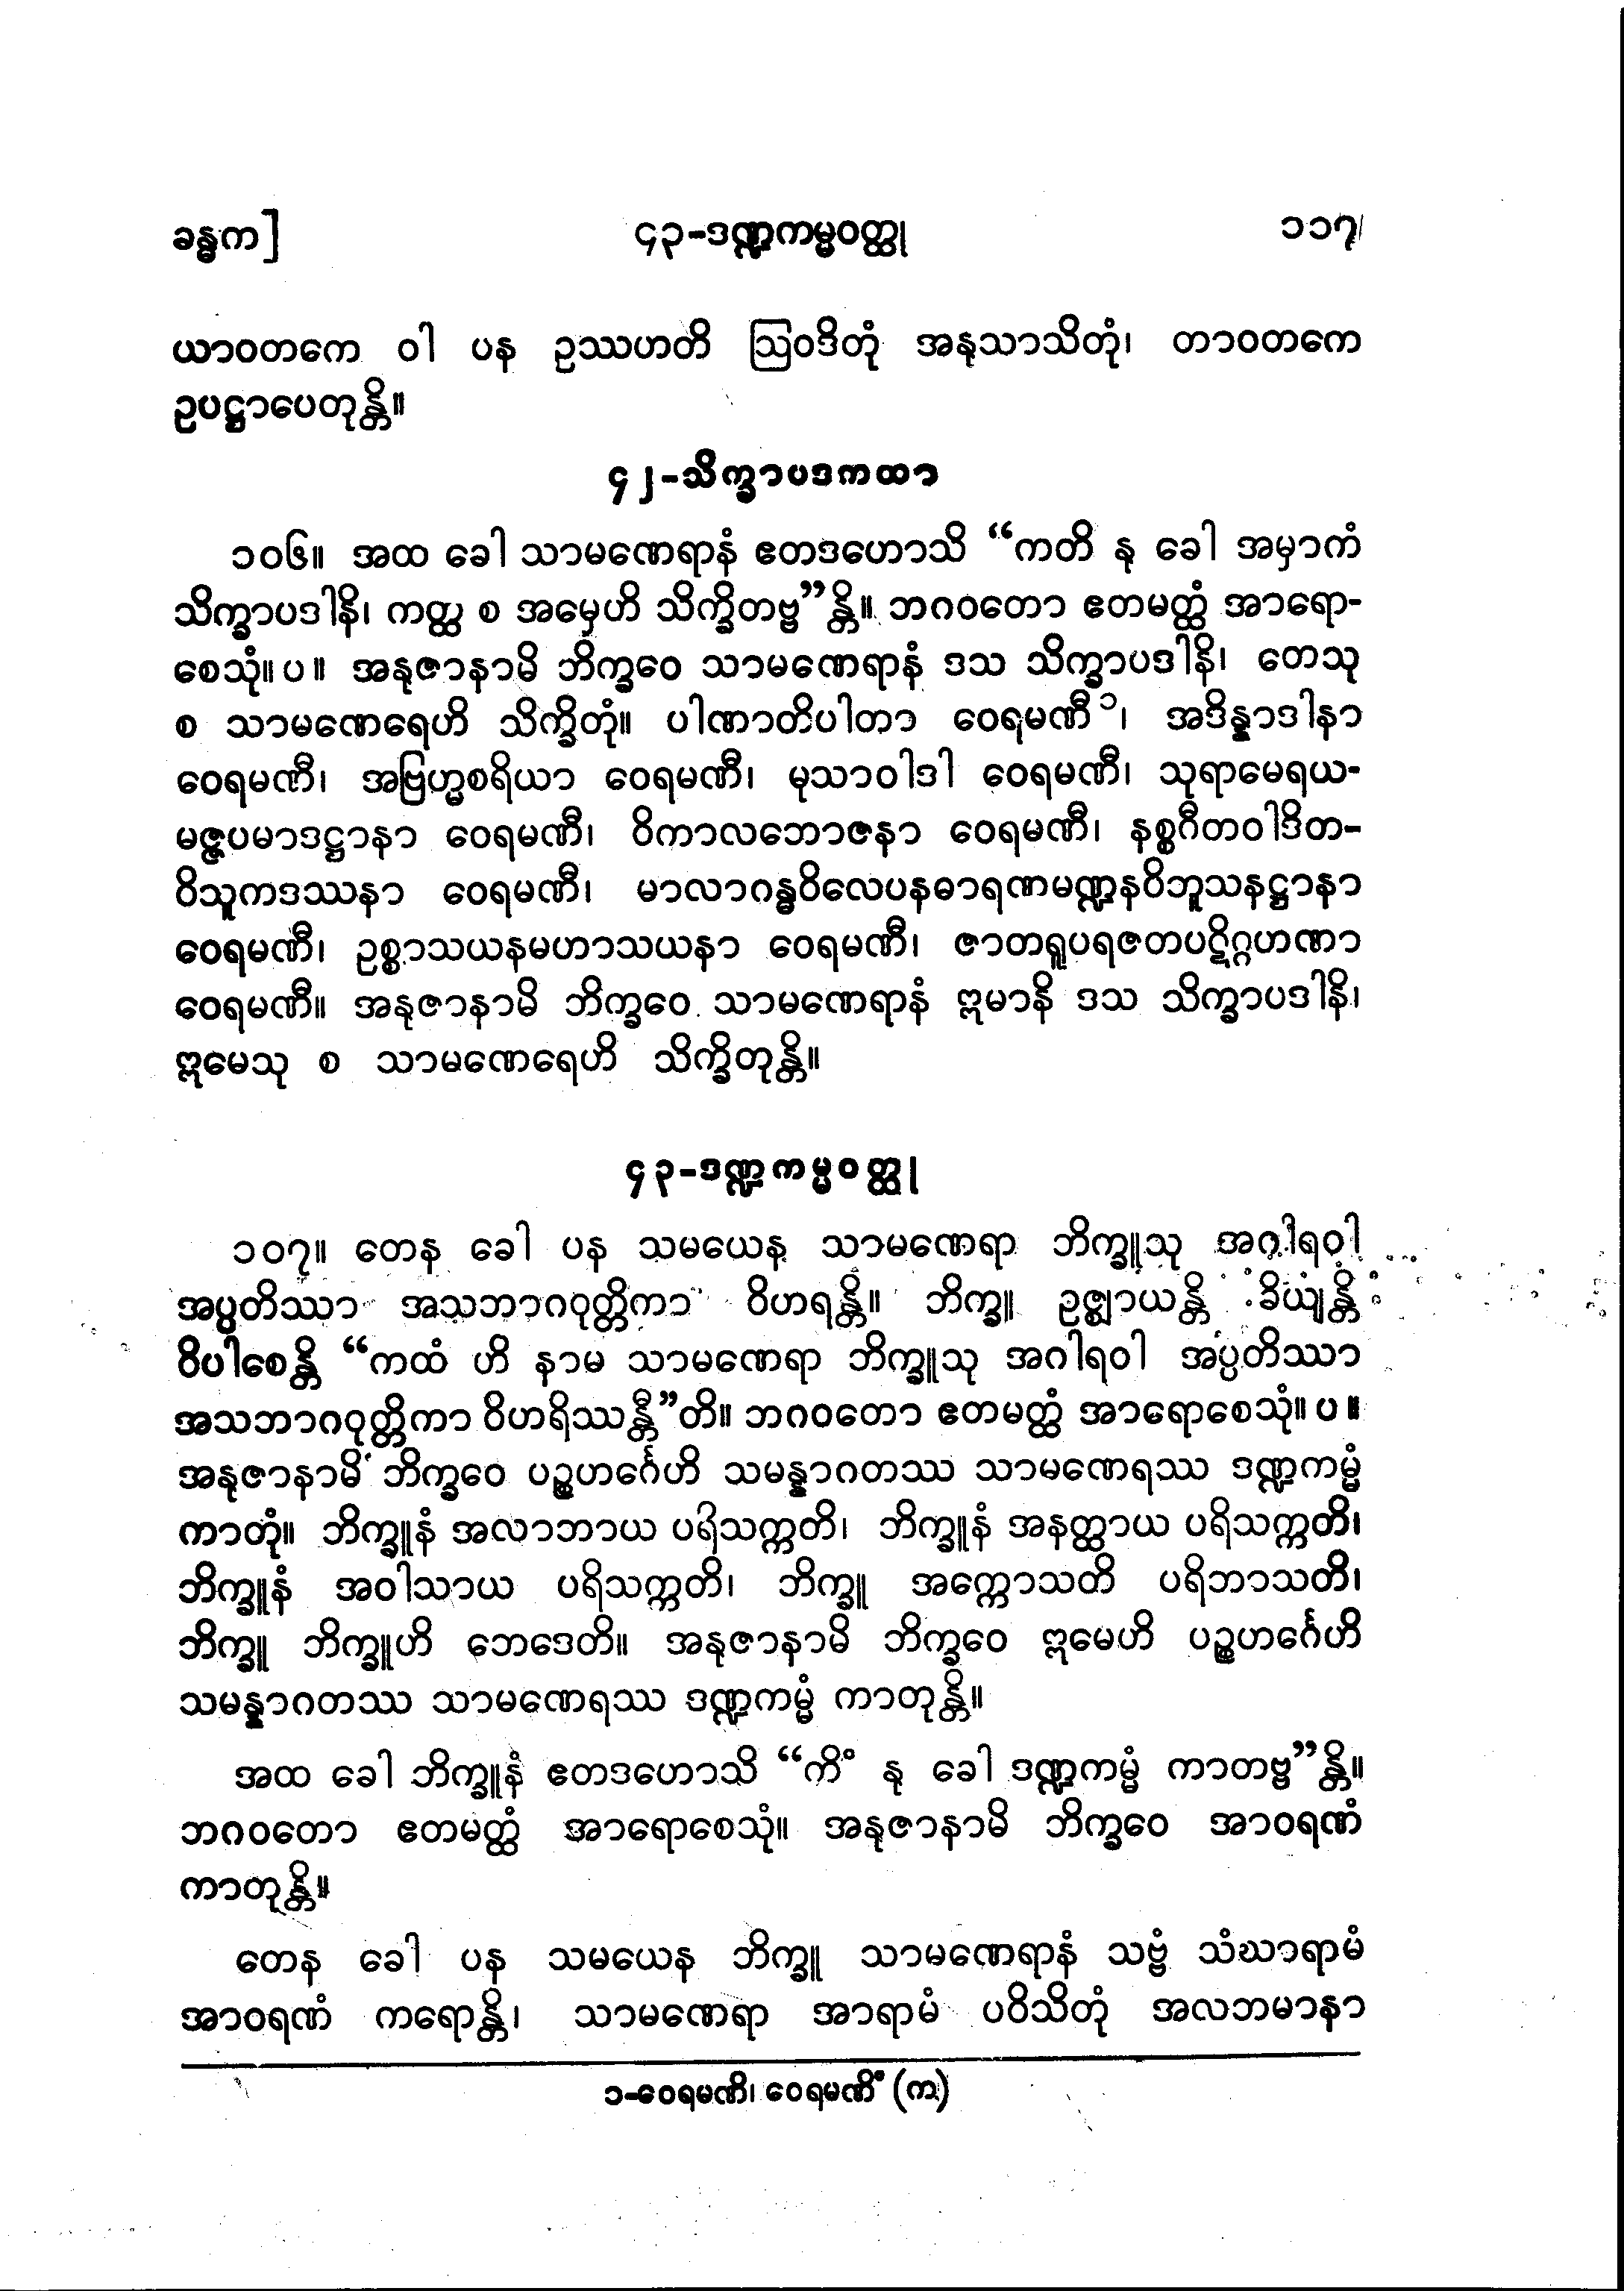 ခန္ဓက]
၄၃-ဒဏ္ဍကမ္မဝတ္ထု
၁၁၇
ယာဝတကေ ဝါ ပန ဥဿဟတိ ဩဝဒိတုံ အနုသာသိတုံ၊ တာဝတကေ
ဥပဋ္ဌာပေတုန္တိ။
၄၂-သိက္ခာပဒကထာ
၁၀၆။ အထ ခေါ သာမဏေရာနံ ဧတဒဟောသိ “ကတိ နု ခေါ အမှာကံ
သိက္ခာပဒါနိ၊ ကတ္ထ စ အမှေဟိ သိက္ခိတဗ္ဗ”န္တိ။ ဘဂဝတော ဧတမတ္ထံ အာရော-
စေသုံ။ပ။ အနုဇာနာမိ ဘိက္ခဝေ သာမဏေရာနံ ဒသ သိက္ခာပဒါနိ၊ တေသု
စ သာမဏေရေဟိ သိက္ခိတုံ။ ပါဏာတိပါတာ ဝေရမဏီ၁၊ အဒိန္နာဒါနာ
ဝေရမဏီ၊ အဗြဟ္မစရိယာ ဝေရမဏီ၊ မုသာဝါဒါ ဝေရမဏီ၊ သုရာမေရယ-
မဇ္ဇပမာဒဋ္ဌာနာ ဝေရမဏီ၊ ဝိကာလဘောဇနာ ဝေရမဏီ၊ နစ္စဂီတဝါဒိတ-
ဝိသူကဒဿနာ ဝေရမဏီ၊ မာလာဂန္ဓဝိလေပနဓာရဏမဏ္ဍနဝိဘူသနဋ္ဌာနာ
ဝေရမဏီ၊ ဥစ္စာသယနမဟာသယနာ ဝေရမဏီ၊ ဇာတရူပရဇတပဋိဂ္ဂဟဏာ
ဝေရမဏီ။ အနုဇာနာမိ ဘိက္ခဝေ သာမဏေရာနံ ဣမာနိ ဒသ သိက္ခာပဒါနိ၊
ဣမေသု စ သာမဏေရေဟိ သိက္ခိတုန္တိ။
၄၃-ဒဏ္ဍကမ္မဝတ္ထု
၁၀၇။ တေန ခေါ ပန သမယေန သာမဏေရာ ဘိက္ခူသု အဂါရဝါ
အပ္ပတိဿာ အသဘာဂဝုတ္တိကာ ဝိဟရန္တိ။ ဘိက္ခူ ဥဇ္ဈာယန္တိ ခိယျန္တိ
ဝိပါစေန္တိ “ကထံ ဟိ နာမ သာမဏေရာ ဘိက္ခူသု အဂါရဝါ အပ္ပတိဿာ
အသဘာဂဝုတ္တိကာ ဝိဟရိဿန္တီ”တိ။ ဘဂဝတော ဧတမတ္ထံ အာရောစေသုံ။ပ။
အနုဇာနာမိ ဘိက္ခဝေ ပဉ္စဟင်္ဂေဟိ သမန္နာဂတဿ သာမဏေရဿ ဒဏ္ဍကမ္မံ
ကာတုံ။ ဘိက္ခူနံ အလာဘာယ ပရိသက္ကတိ၊ ဘိက္ခူနံ အနတ္ထာယ ပရိသက္ကတိ၊
ဘိက္ခူနံ အဝါသာယ ပရိသက္ကတိ၊ ဘိက္ခူ အက္ကောသတိ ပရိဘာသတိ၊
ဘိက္ခူ ဘိက္ခူဟိ ဘေဒေတိ။ အနုဇာနာမိ ဘိက္ခဝေ ဣမေဟိ ပဉ္စဟင်္ဂေဟိ
သမန္နာဂတဿ သာမဏေရဿ ဒဏ္ဍကမ္မံ ကာတုန္တိ။
အထ ခေါ ဘိက္ခူနံ ဧတဒဟောသိ “ကိံ နု ခေါ ဒဏ္ဍကမ္မံ ကာတဗ္ဗ”န္တိ။
ဘဂဝတော ဧတမတ္ထံ အာရောစေသုံ။ အနုဇာနာမိ ဘိက္ခဝေ အာဝရဏံ
ကာတုန္တိ။
တေန ခေါ ပန သမယေန ဘိက္ခူ သာမဏေရာနံ သဗ္ဗံ သံဃာရာမံ
အာဝရဏံ ကရောန္တိ၊ သာမဏေရာ အာရာမံ ပဝိသိတုံ အလဘမာနာ
၁-ဝေရမဏိ၊ ဝေရမဏိံ (က)